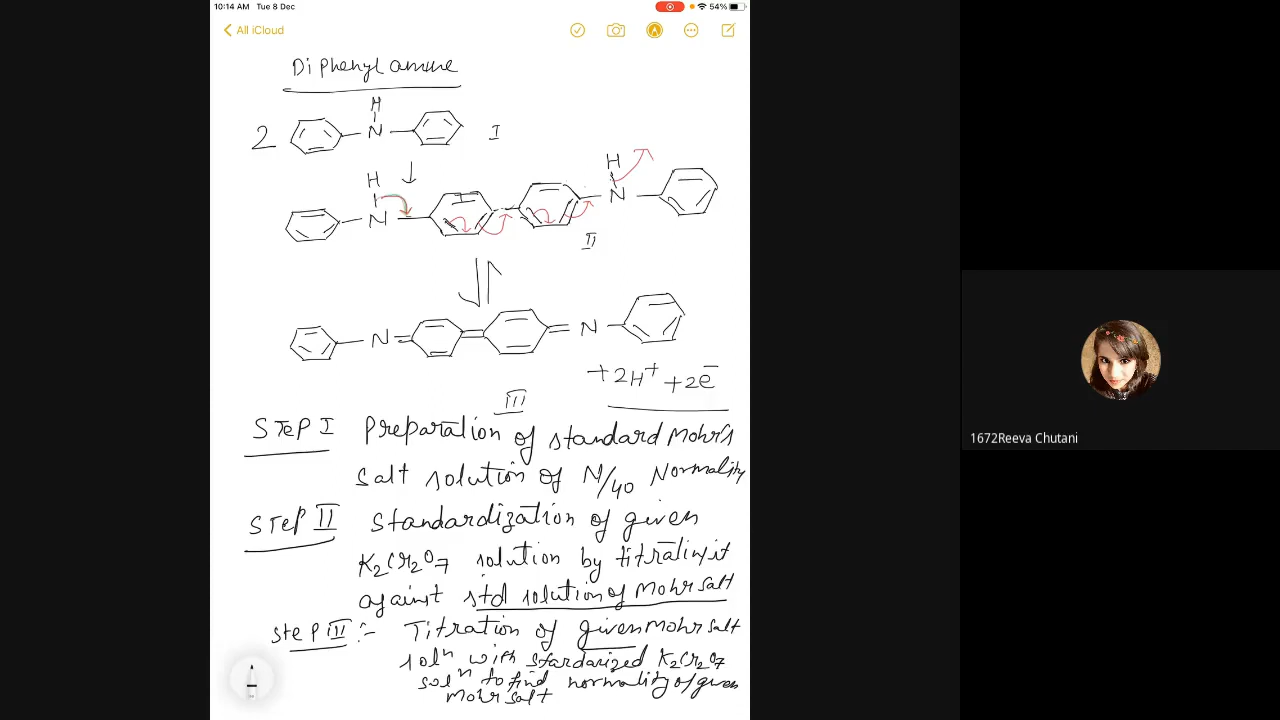 10:14 AM Tue 8 Dec
54%
All iCloud
Diphenyl amine
H
2 N I
H
N
H
N
II
N N
+2H+ +2e-
III
STEP I Preparation of standard Mohr's
salt solution of N/40 Normality
STEP II Standardization of given
K2Cr2O7 solution by titrating it
against std solution of Mohr salt
Step III :- Titration of given Mohr salt
soln with standarized K2Cr2O7
soln to find normality of given
Mohr salt
1672Reeva Chutani